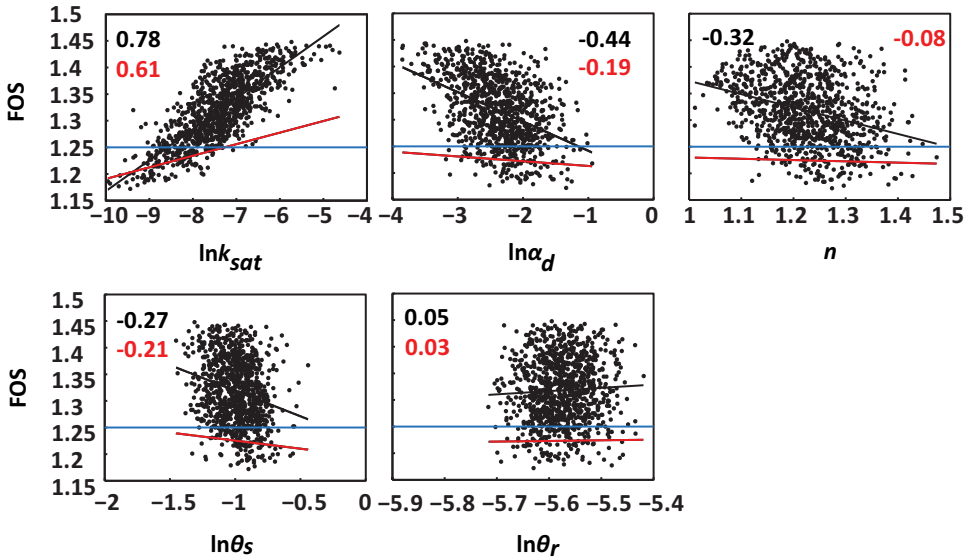 FOS
1.5
1.45
1.4
1.35
1.3
1.25
1.2
1.15
0.78
0.61
−10 −9 −8 −7 −6 −5 −4
lnk_sat
-0.44
-0.19
−4 −3 −2 −1 0
lnα_d
-0.32
-0.08
1 1.1 1.2 1.3 1.4 1.5
n
FOS
1.5
1.45
1.4
1.35
1.3
1.25
1.2
1.15
-0.27
-0.21
−2 −1.5 −1 −0.5 0
lnθ_s
0.05
0.03
−5.9 −5.8 −5.7 −5.6 −5.5 −5.4
lnθ_r